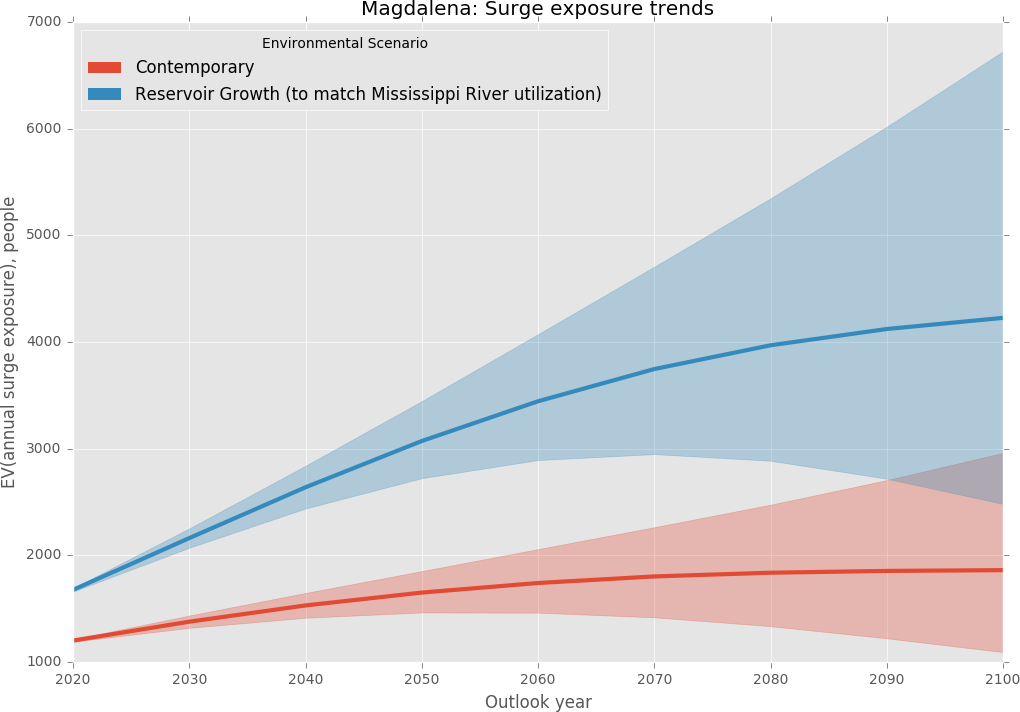 Magdalena: Surge exposure trends
Environmental Scenario
Contemporary
Reservoir Growth (to match Mississippi River utilization)
EV(annual surge exposure), people
7000
6000
5000
4000
3000
2000
1000
2020 2030 2040 2050 2060 2070 2080 2090 2100
Outlook year